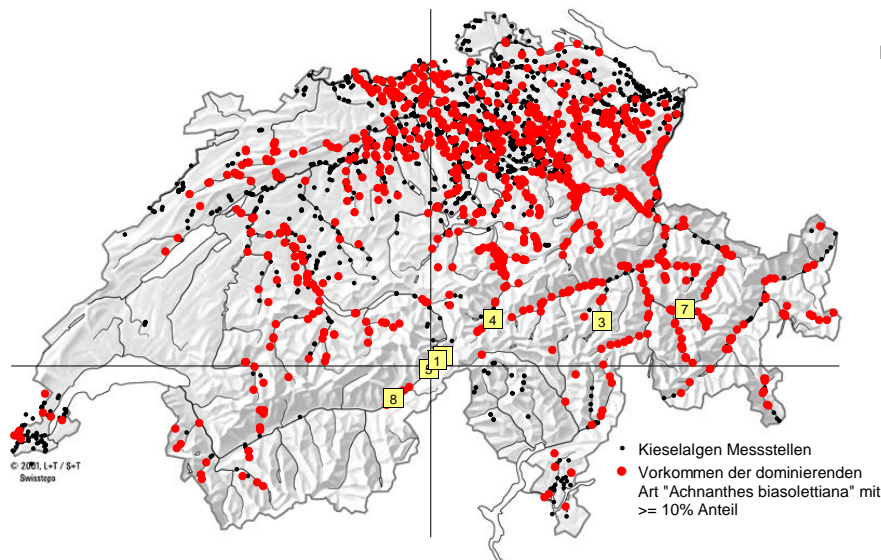 4
3
7
1
5
8
© 2001, L+T / S+T
Swisstopo
Kieselalgen Messstellen
Vorkommen der dominierenden
Art "Achnanthes biasolettiana" mit
>= 10% Anteil